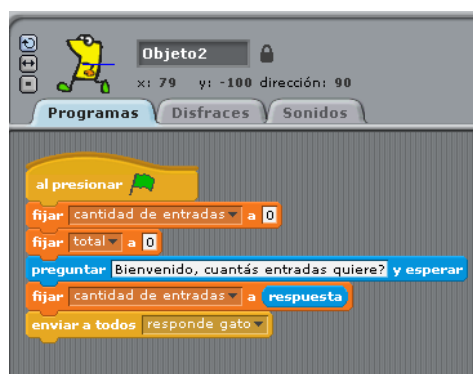 Objeto2
x: 79 y: -100 dirección: 90
Programas Disfraces Sonidos
al presionar
fijar cantidad de entradas a 0
fijar total a 0
preguntar Bienvenido, cuantás entradas quiere? y esperar
fijar cantidad de entradas a respuesta
enviar a todos responde gato